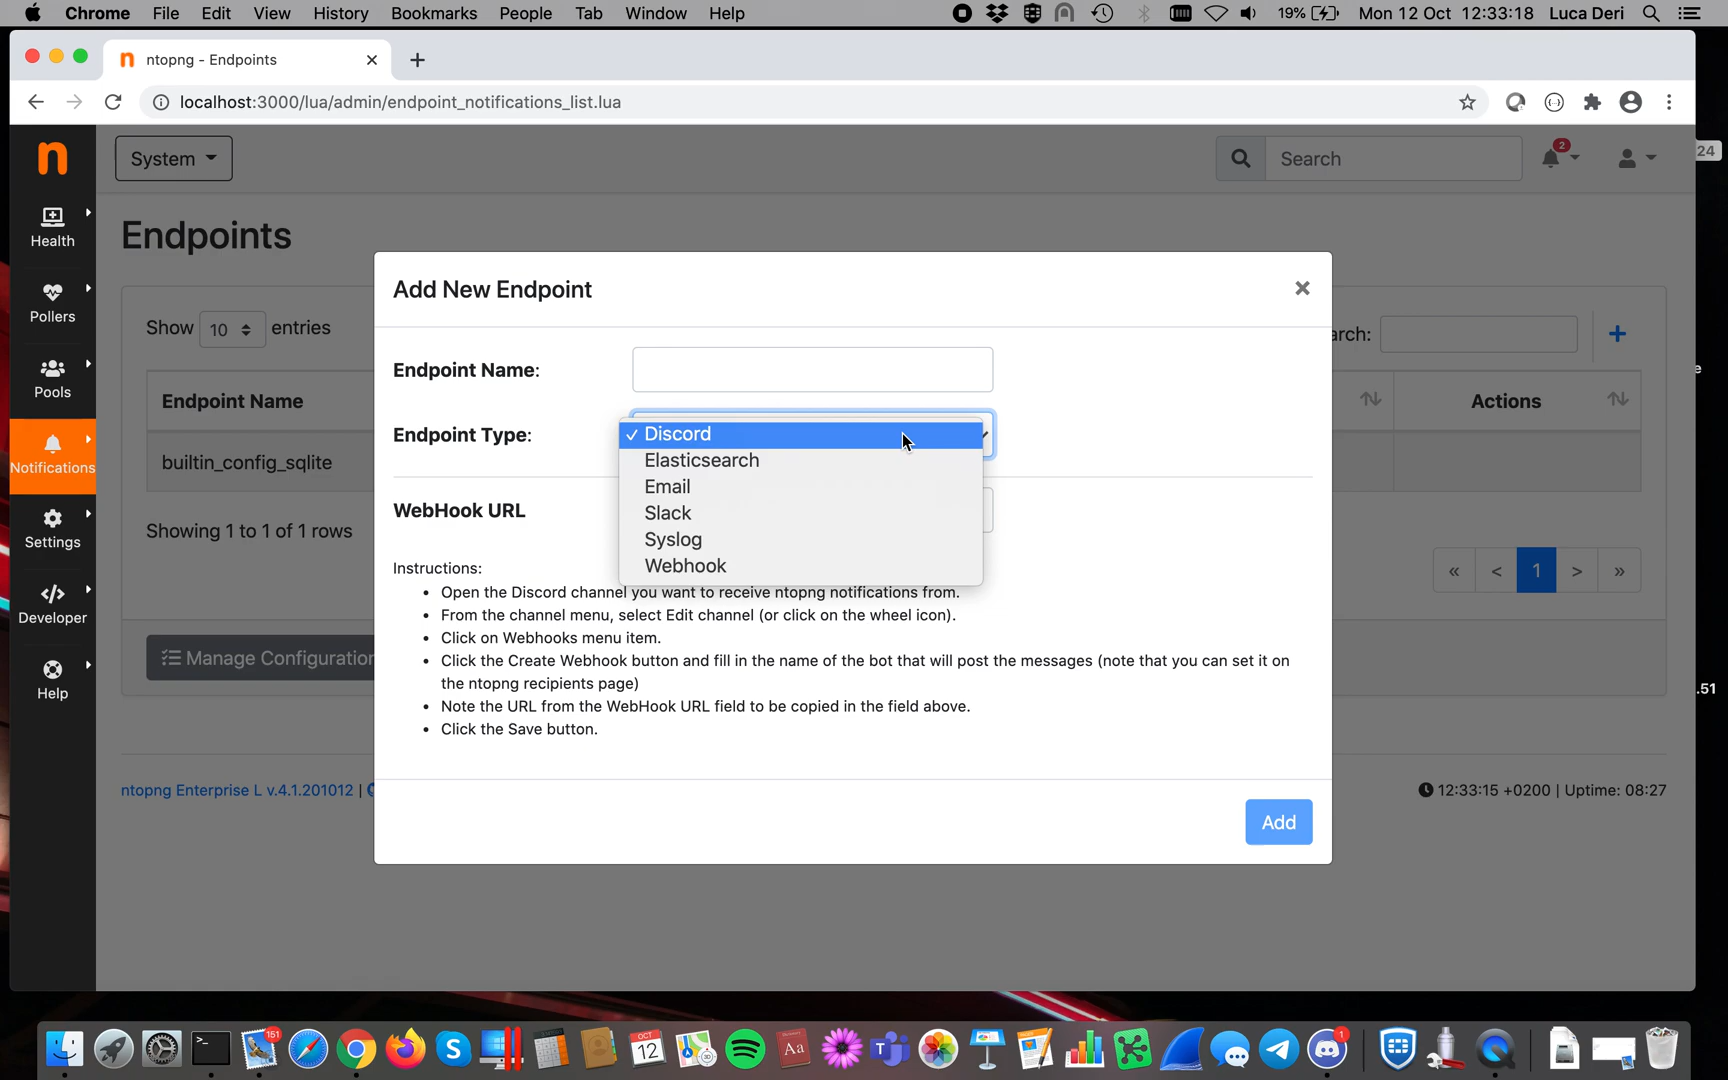 Chrome File Edit View History Bookmarks People Tab Window Help 19% Mon 12 Oct 12:33:18 Luca Deri
ntopng - Endpoints
localhost:3000/lua/admin/endpoint_notifications_list.lua
n
System
Search
2
24
Health
Pollers
Pools
Notifications
Settings
Developer
Help
Endpoints
Show 10 entries
arch:
Endpoint Name
Actions
builtin_config_sqlite
Showing 1 to 1 of 1 rows
« < 1 > »
Manage Configuration
ntopng Enterprise L v.4.1.201012 |
12:33:15 +0200 | Uptime: 08:27
e
.51
Add New Endpoint
×
Endpoint Name:
Endpoint Type:
✓ Discord
Elasticsearch
Email
Slack
Syslog
Webhook
WebHook URL
Instructions:
• Open the Discord channel you want to receive ntopng notifications from.
• From the channel menu, select Edit channel (or click on the wheel icon).
• Click on Webhooks menu item.
• Click the Create Webhook button and fill in the name of the bot that will post the messages (note that you can set it on
the ntopng recipients page)
• Note the URL from the WebHook URL field to be copied in the field above.
• Click the Save button.
Add
151
12
3D
Aa
1